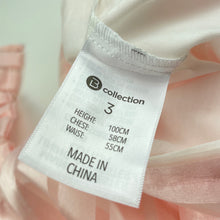 B collection
3
HEIGHT: 100CM
CHEST: 58CM
WAIST: 55CM
MADE IN
CHINA